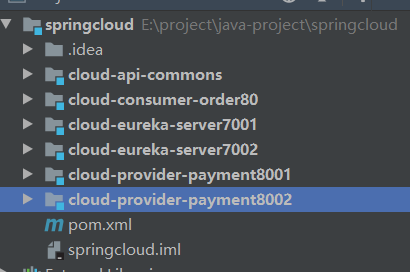 springcloud E:\project\java-project\springcloud
.idea
cloud-api-commons
cloud-consumer-order80
cloud-eureka-server7001
cloud-eureka-server7002
cloud-provider-payment8001
cloud-provider-payment8002
pom.xml
springcloud.iml